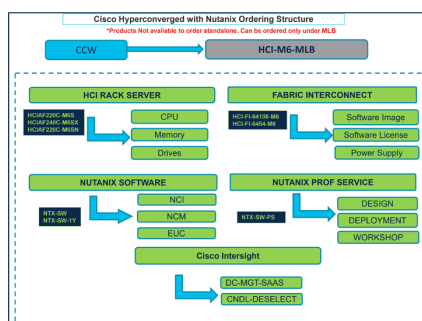 Cisco Hyperconverged with Nutanix Ordering Structure
*Products Not available to order standalone. Can be ordered only under MLB
CCW
HCI-M6-MLB
HCI RACK SERVER
HCIAF220C-M6S
HCIAF240C-M6SX
HCIAF220C-M6SN
CPU
Memory
Drives
FABRIC INTERCONNECT
HCI-FI-64108-M6
HCI-FI-6454-M6
Software Image
Software License
Power Supply
NUTANIX SOFTWARE
NTX-SW
NTX-SW-1Y
NCI
NCM
EUC
NUTANIX PROF SERVICE
NTX-SW-PS
DESIGN
DEPLOYMENT
WORKSHOP
Cisco Intersight
DC-MGT-SAAS
CNDL-DESELECT